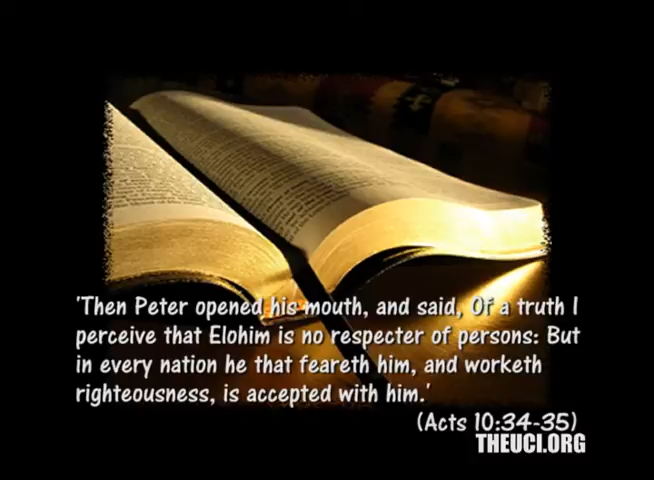 'Then Peter opened his mouth, and said, Of a truth I
perceive that Elohim is no respecter of persons: But
in every nation he that feareth him, and worketh
righteousness, is accepted with him.'
(Acts 10:34-35)
THEUCI.ORG